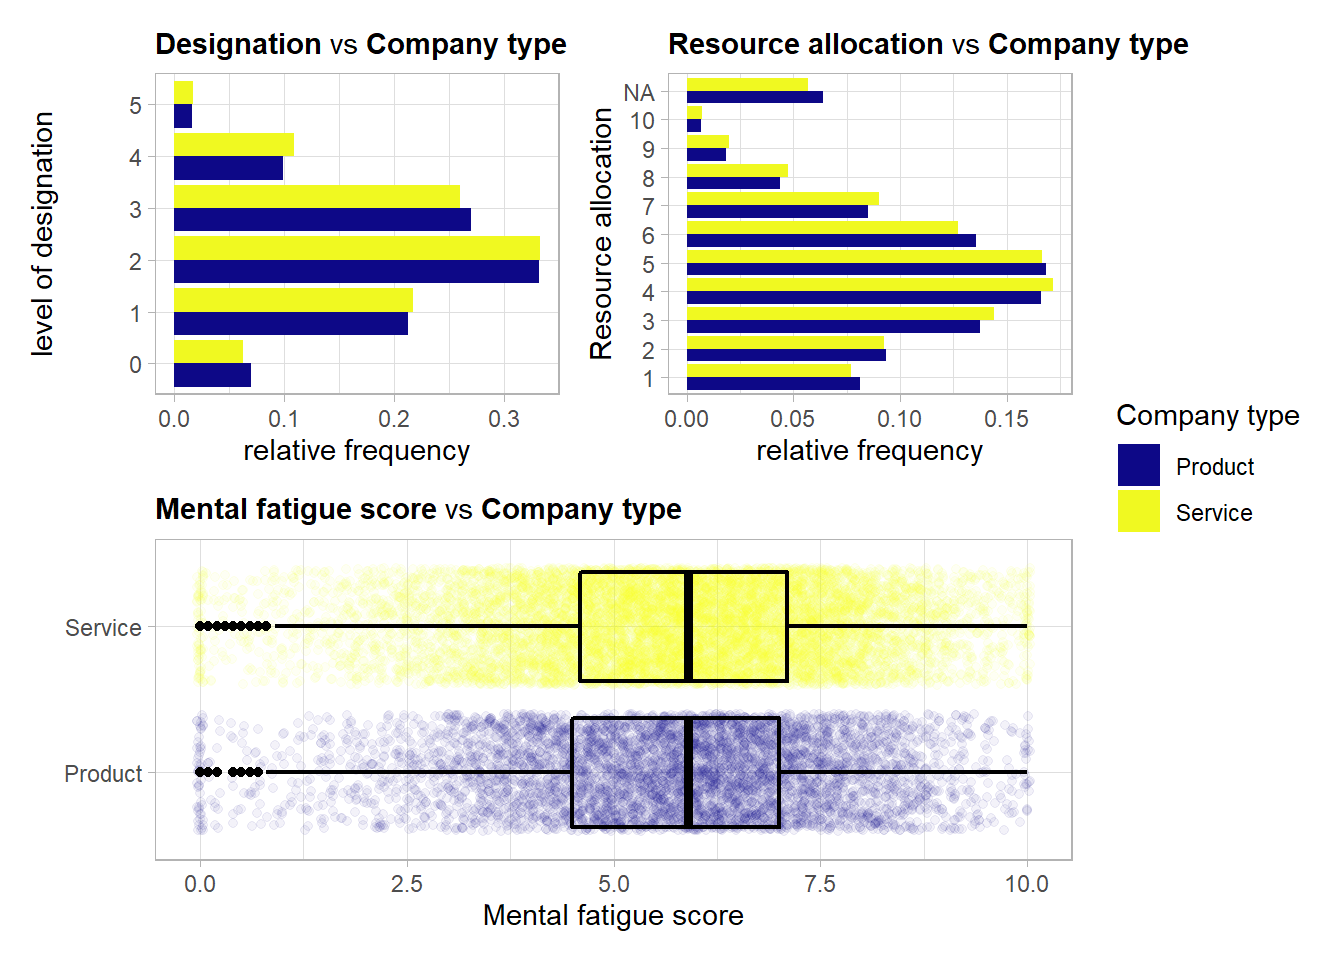 Designation vs Company type
level of designation
5
4
3
2
1
0
0.0 0.1 0.2 0.3
relative frequency
Resource allocation vs Company type
Resource allocation
NA
10
9
8
7
6
5
4
3
2
1
0.00 0.05 0.10 0.15
relative frequency
Company type
Product
Service
Mental fatigue score vs Company type
Service
Product
0.0 2.5 5.0 7.5 10.0
Mental fatigue score